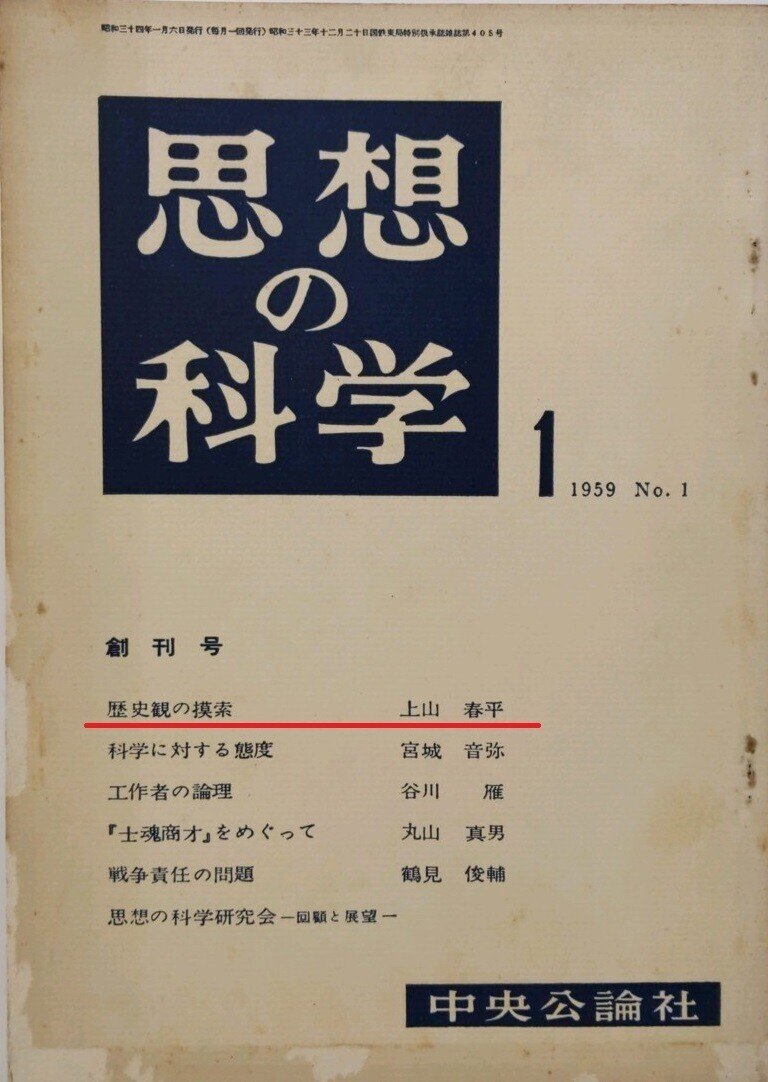 昭和三十四年一月六日発行（毎月一回発行）昭和三十三年十二月二十日国鉄東局特別扱承認雑誌第408号
思想
の
科学
1
1959 No. 1
創刊号
歴史観の摸索 上山 春平
科学に対する態度 宮城 音弥
工作者の論理 谷川 雁
『士魂商才』をめぐって 丸山 真男
戦争責任の問題 鶴見 俊輔
思想の科学研究会―回顧と展望―
中央公論社